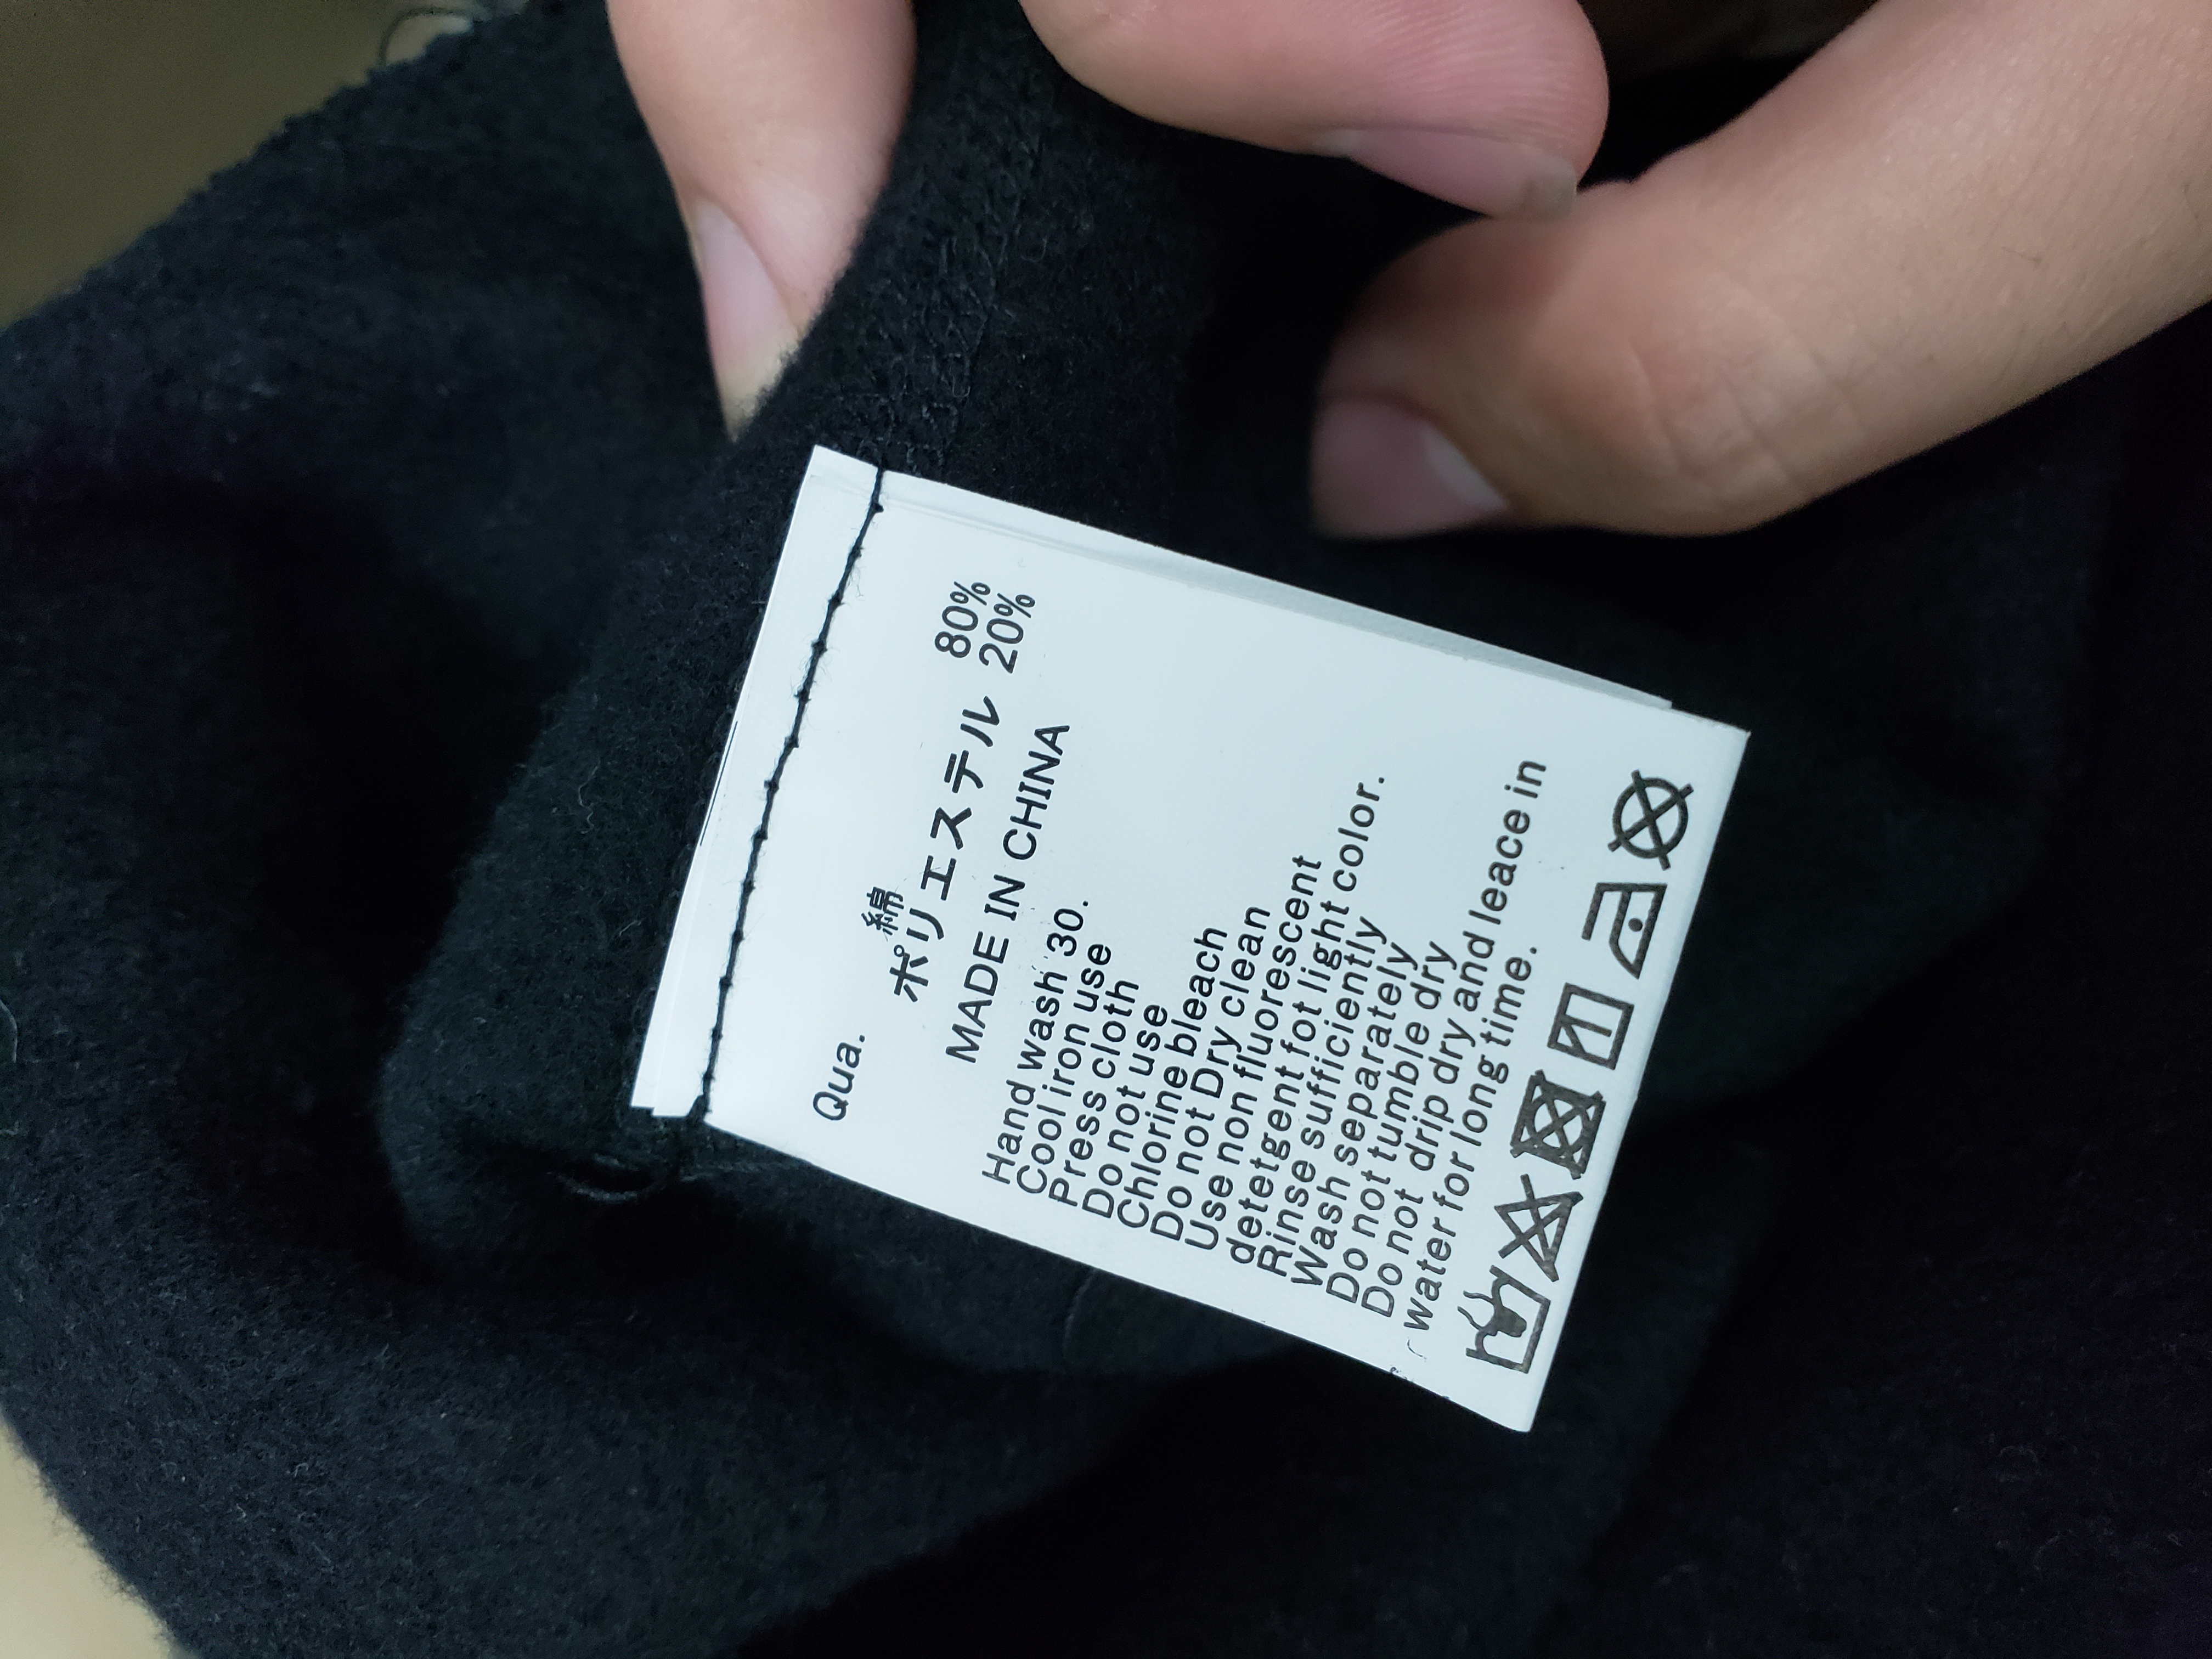 Qua.
綿 80%
ポリエステル 20%
MADE IN CHINA
Hand wash 30.
Cool iron use
Press cloth
Do not use
Chlorine bleach
Do not Dry clean
Use non fluorescent
detetgent fot light color.
Rinse sufficiently
Wash separately
Do not tumble dry
Do not drip dry and leace in
water for long time.